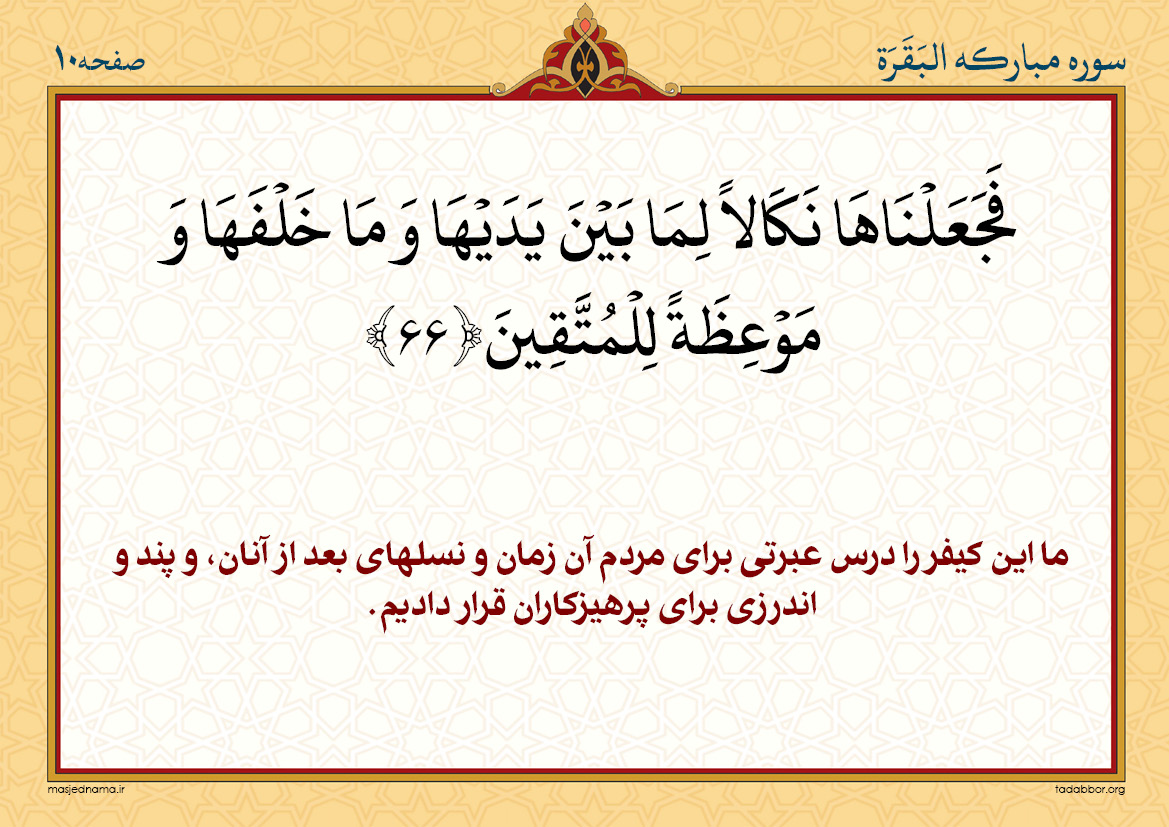 سوره مبارکه البَقَرَة
صفحه۱۰
فَجَعَلْنَاهَا نَكَالاً لِمَا بَيْنَ يَدَيْهَا وَ مَا خَلْفَهَا وَ
مَوْعِظَةً لِلْمُتَّقِينَ﴿۶۶﴾
ما این کیفر را درس عبرتی برای مردم آن زمان و نسلهای بعد از آنان، و پند و
اندرزی برای پرهیزکاران قرار دادیم.
masjednama.ir
tadabbor.org